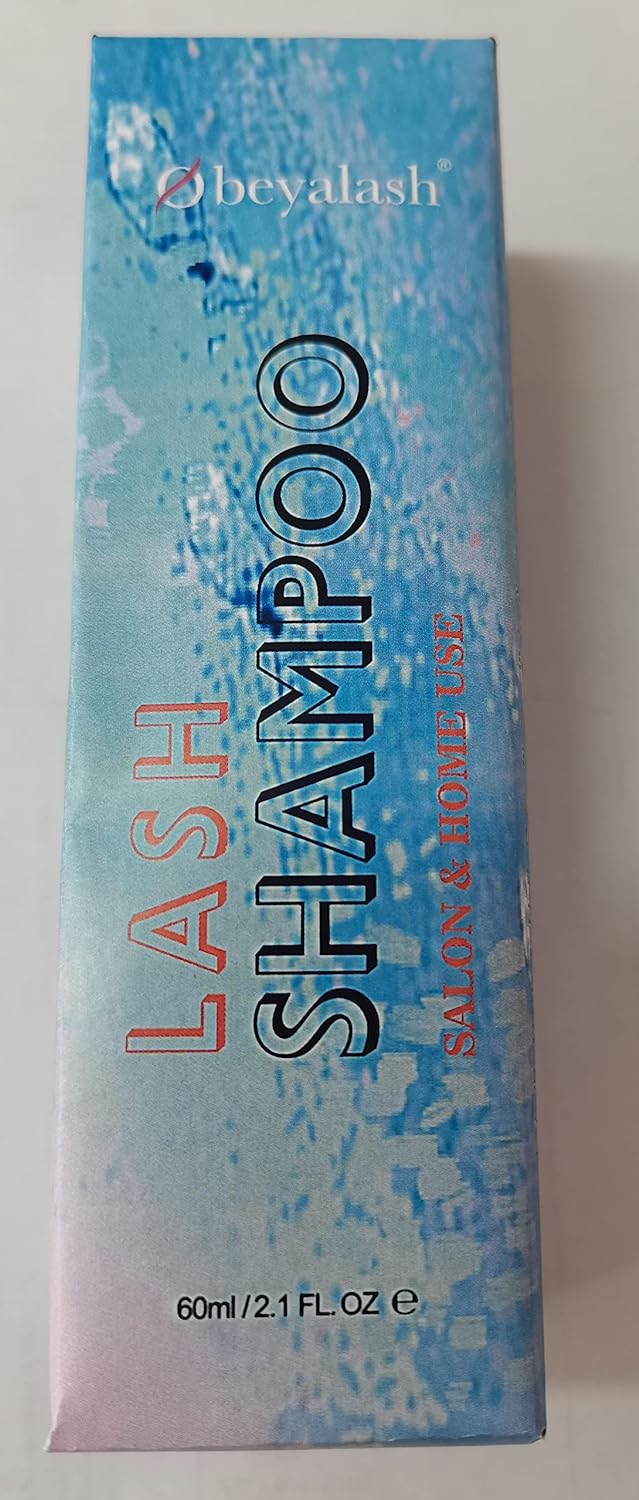 Obeyalash®
LASH
SHAMPOO
SALON & HOME USE
60ml/2.1 FL.OZ ℮